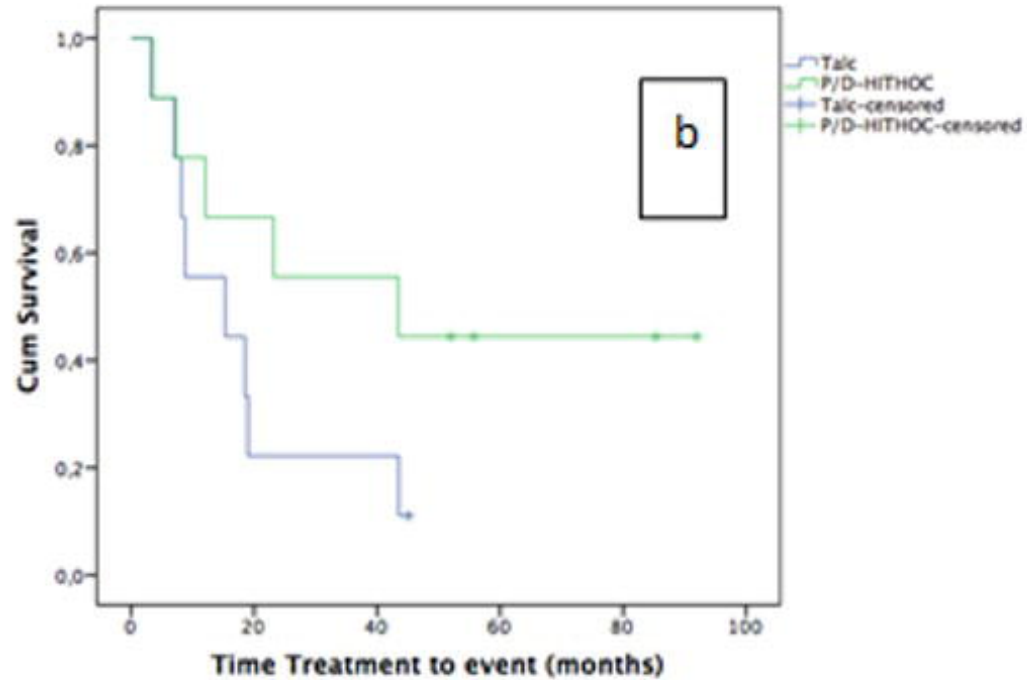 1,0
0,8
0,6
0,4
0,2
0,0
Cum Survival
0
20
40
60
80
100
Time Treatment to event (months)
b
Talc
P/D-HITHOC
Talc-censored
P/D-HITHOC-censored